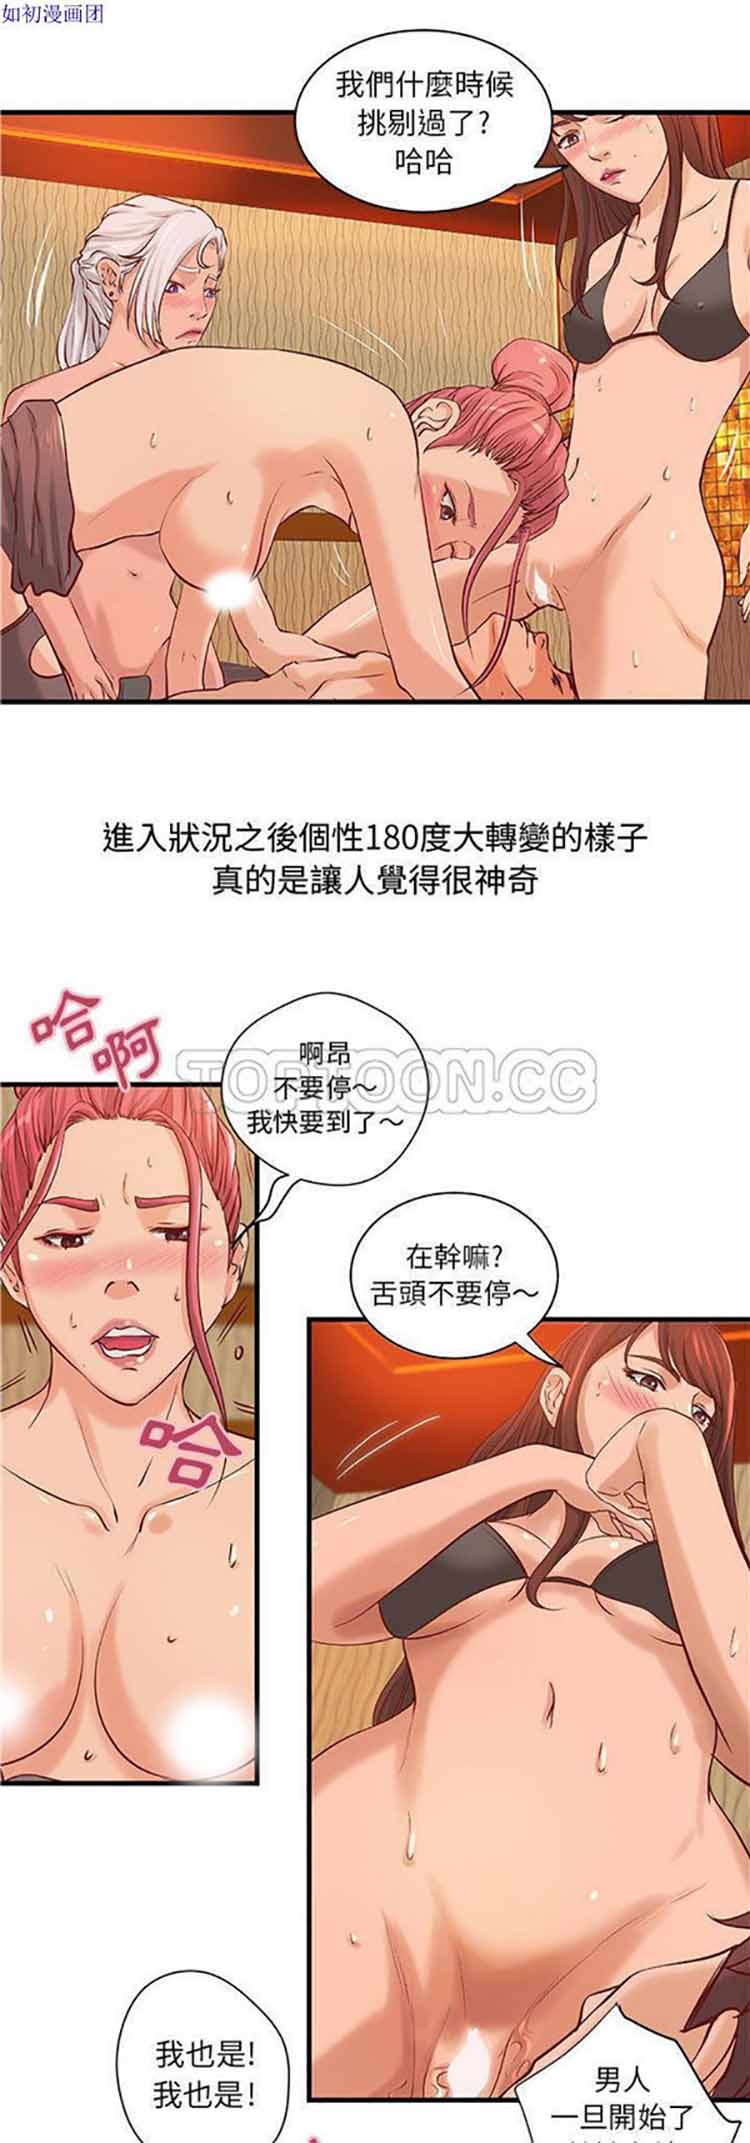 如初漫画团
我們什麼時候
挑剔過了?
哈哈
進入狀況之後個性180度大轉變的樣子
真的是讓人覺得很神奇
哈啊
啊昂
不要停～
我快要到了～
TOPTOON.CC
在幹嘛?
舌頭不要停～
哈
我也是!
我也是!
男人
一旦開始了